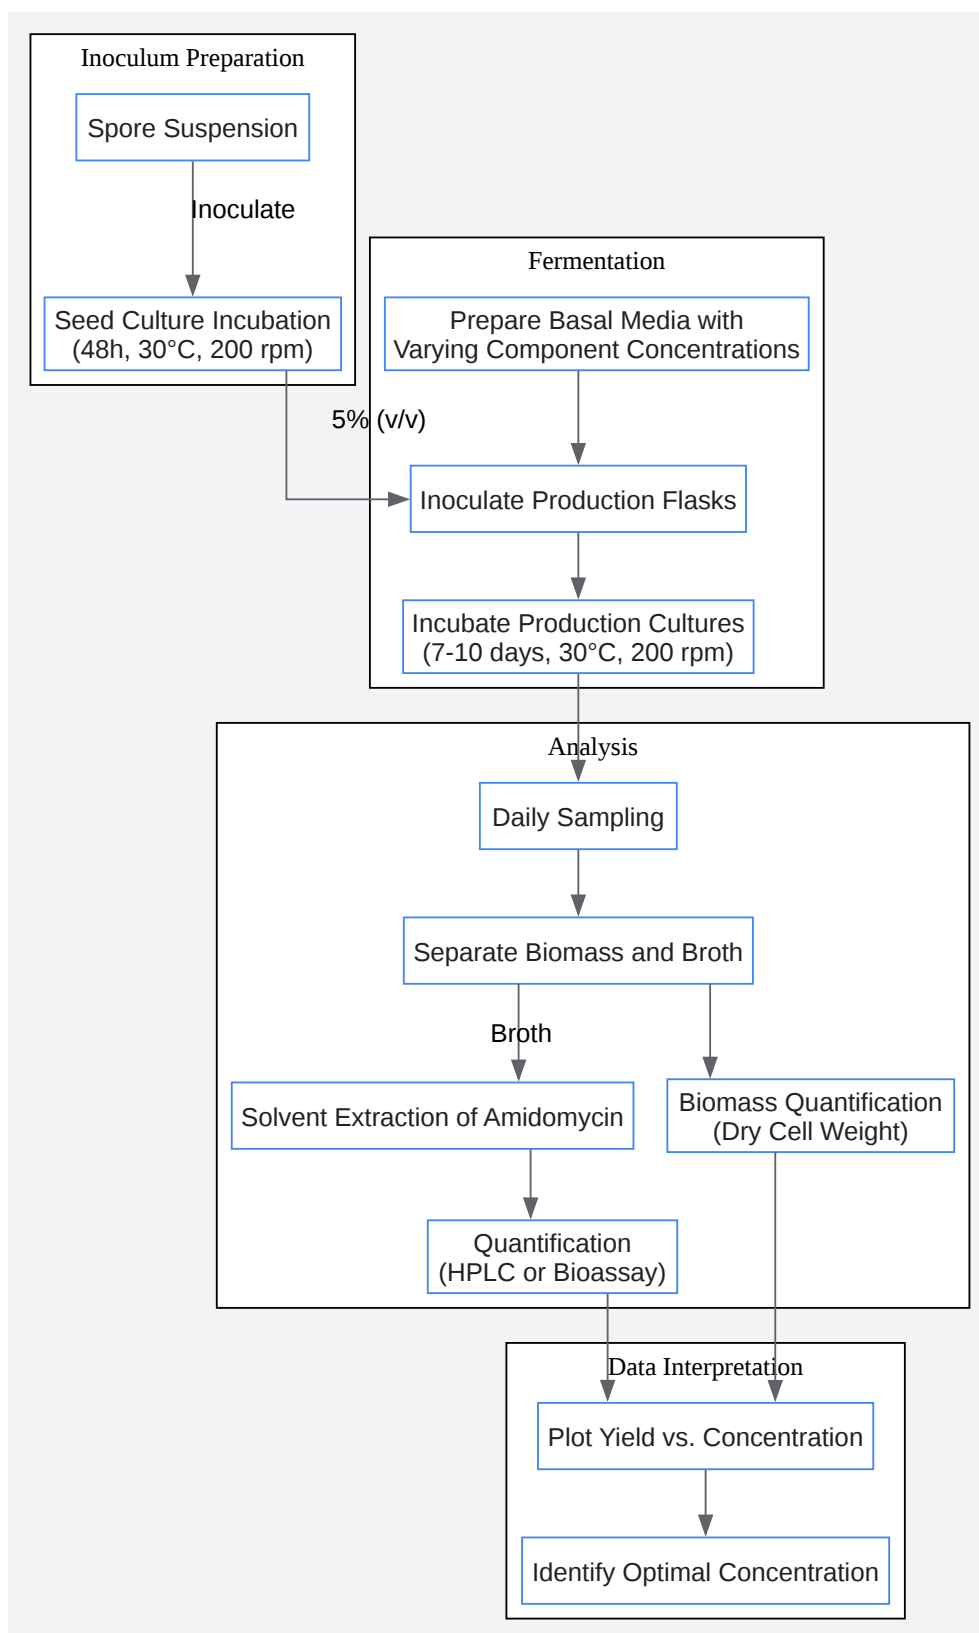 Inoculum Preparation
Spore Suspension
Inoculate
Seed Culture Incubation
(48h, 30°C, 200 rpm)
5% (v/v)
Fermentation
Prepare Basal Media with
Varying Component Concentrations
Inoculate Production Flasks
Incubate Production Cultures
(7-10 days, 30°C, 200 rpm)
Analysis
Daily Sampling
Separate Biomass and Broth
Broth
Solvent Extraction of Amidomycin
Biomass Quantification
(Dry Cell Weight)
Quantification
(HPLC or Bioassay)
Data Interpretation
Plot Yield vs. Concentration
Identify Optimal Concentration